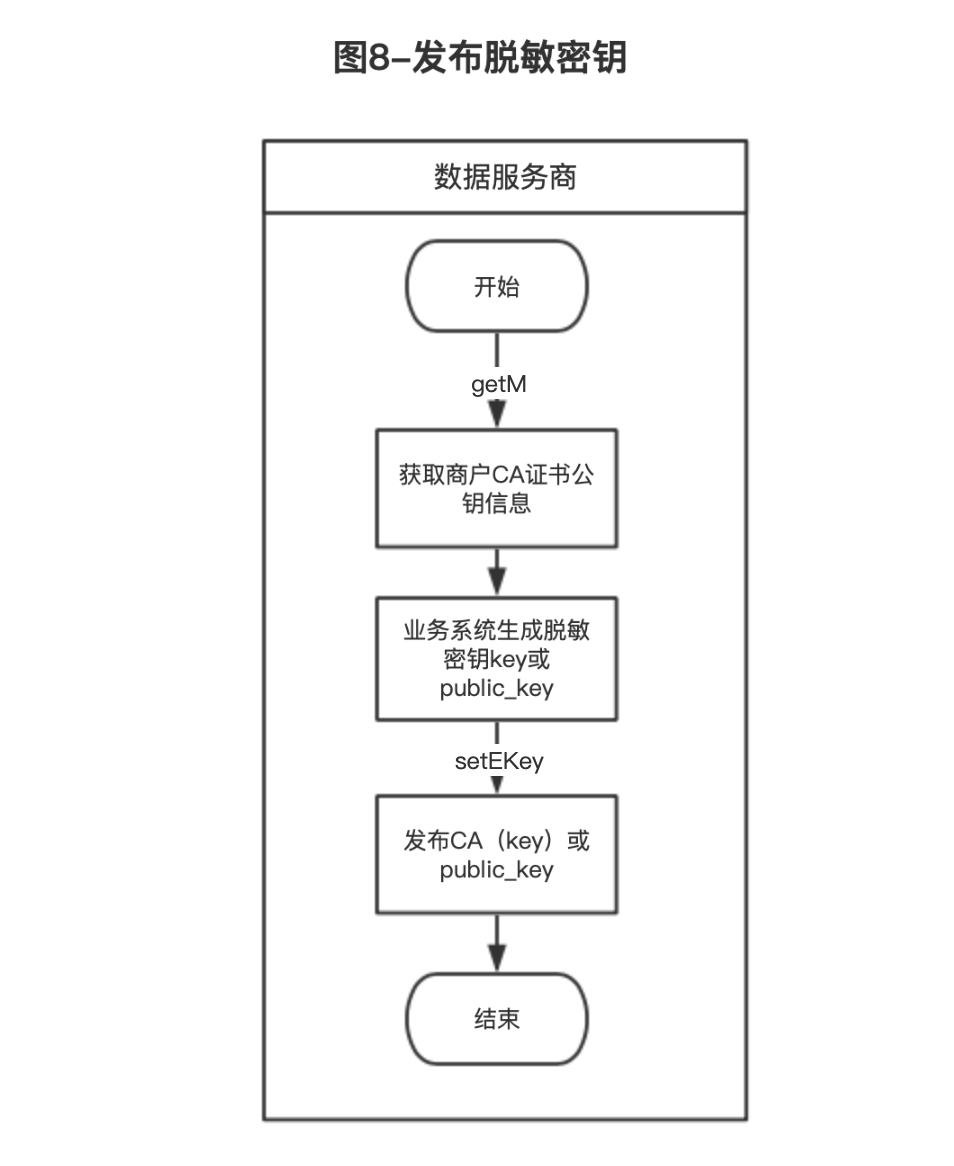 图8-发布脱敏密钥
数据服务商
开始
getM
获取商户CA证书公
钥信息
业务系统生成脱敏
密钥key或
public_key
setEKey
发布CA（key）或
public_key
结束